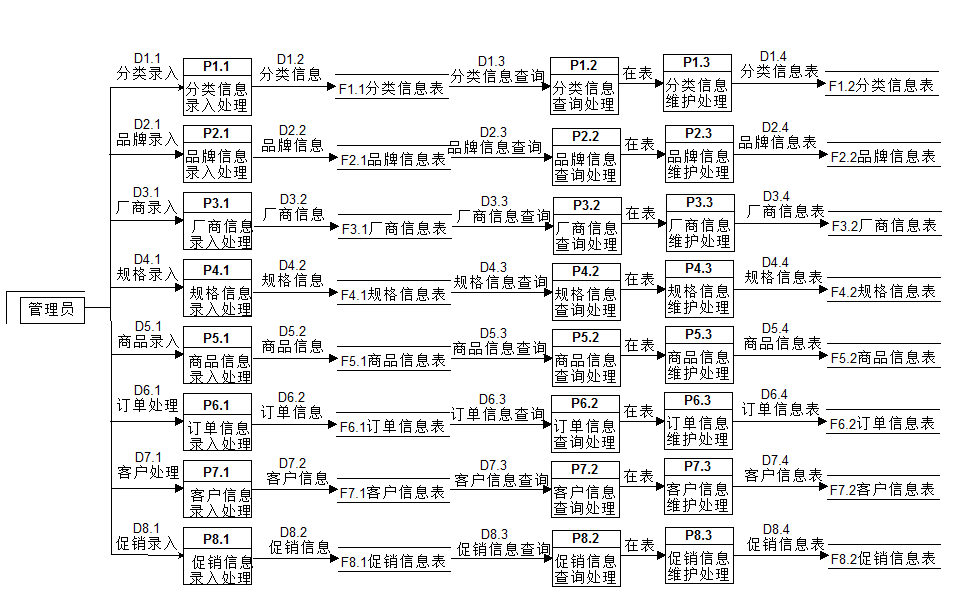 D1.1
分类录入
P1.1
分类信息
录入处理
D1.2
分类信息
F1.1分类信息表
D1.3
分类信息查询
P1.2
分类信息
查询处理
在表
P1.3
分类信息
维护处理
D1.4
分类信息表
F1.2分类信息表
D2.1
品牌录入
P2.1
品牌信息
录入处理
D2.2
品牌信息
F2.1品牌信息表
D2.3
品牌信息查询
P2.2
品牌信息
查询处理
在表
P2.3
品牌信息
维护处理
D2.4
品牌信息表
F2.2品牌信息表
D3.1
厂商录入
P3.1
厂商信息
录入处理
D3.2
厂商信息
F3.1厂商信息表
D3.3
厂商信息查询
P3.2
厂商信息
查询处理
在表
P3.3
厂商信息
维护处理
D3.4
厂商信息表
F3.2厂商信息表
D4.1
规格录入
P4.1
规格信息
录入处理
D4.2
规格信息
F4.1规格信息表
D4.3
规格信息查询
P4.2
规格信息
查询处理
在表
P4.3
规格信息
维护处理
D4.4
规格信息表
F4.2规格信息表
管理员
D5.1
商品录入
P5.1
商品信息
录入处理
D5.2
商品信息
F5.1商品信息表
D5.3
商品信息查询
P5.2
商品信息
查询处理
在表
P5.3
商品信息
维护处理
D5.4
商品信息表
F5.2商品信息表
D6.1
订单处理
P6.1
订单信息
录入处理
D6.2
订单信息
F6.1订单信息表
D6.3
订单信息查询
P6.2
订单信息
查询处理
在表
P6.3
订单信息
维护处理
D6.4
订单信息表
F6.2订单信息表
D7.1
客户处理
P7.1
客户信息
录入处理
D7.2
客户信息
F7.1客户信息表
D7.3
客户信息查询
P7.2
客户信息
查询处理
在表
P7.3
客户信息
维护处理
D7.4
客户信息表
F7.2客户信息表
D8.1
促销录入
P8.1
促销信息
录入处理
D8.2
促销信息
F8.1促销信息表
D8.3
促销信息查询
P8.2
促销信息
查询处理
在表
P8.3
促销信息
维护处理
D8.4
促销信息表
F8.2促销信息表